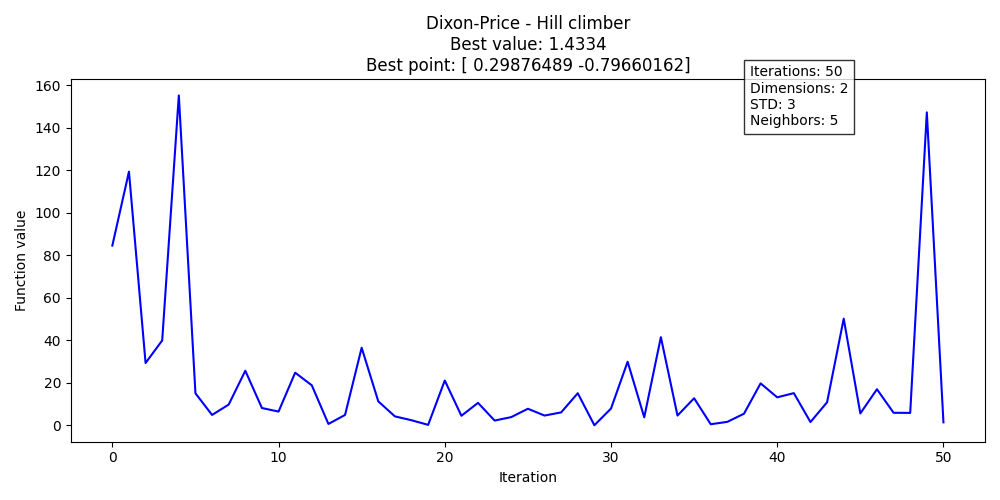 Dixon-Price - Hill climber
Best value: 1.4334
Best point: [ 0.29876489 -0.79660162]
Iterations: 50
Dimensions: 2
STD: 3
Neighbors: 5
160
140
120
100
80
60
40
20
0
Function value
0 10 20 30 40 50
Iteration